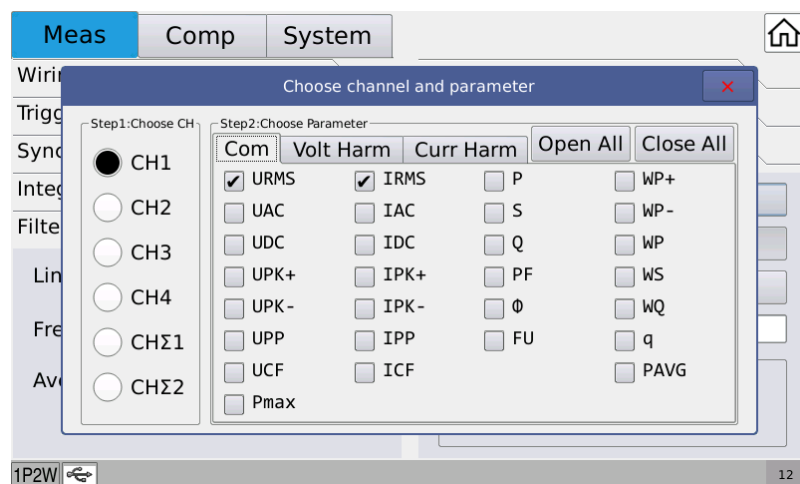 Meas Comp System
Wiri
Choose channel and parameter
Trigg
Step1:Choose CH Step2:Choose Parameter
Com Volt Harm Curr Harm Open All Close All
Sync
CH1
URMS IRMS P WP+
Integ
CH2
UAC IAC S WP-
Filte
UDC IDC Q WP
CH3
Lin
UPK+ IPK+ PF WS
CH4
UPK- IPK- Φ WQ
Fre
CHΣ1
UPP IPP FU q
Ave
CHΣ2
UCF ICF PAVG
Pmax
1P2W 12